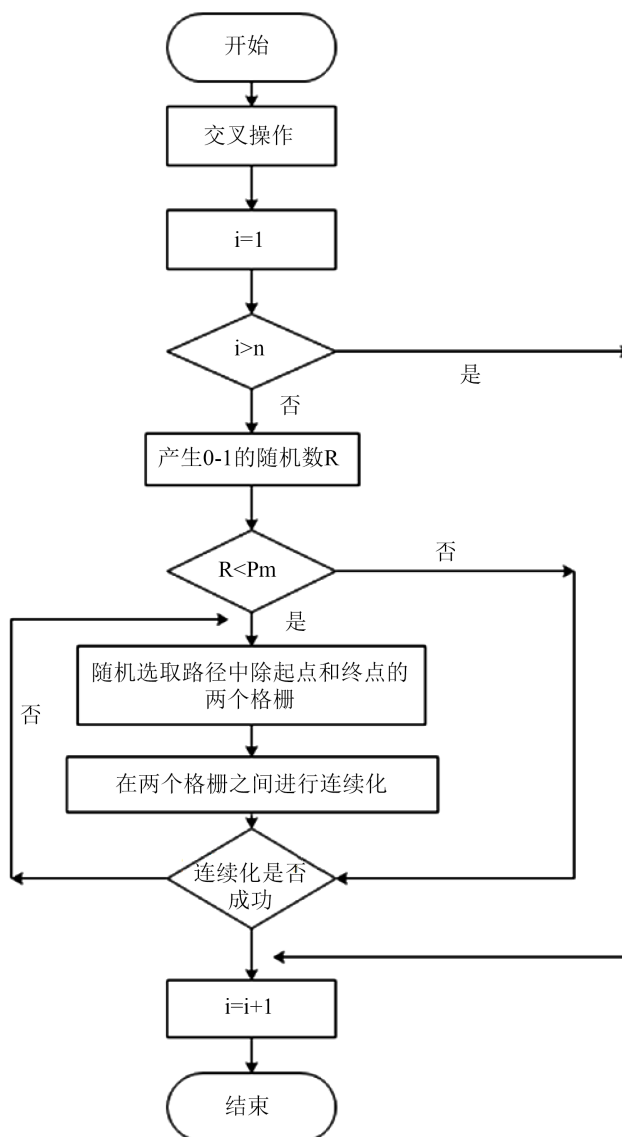 开始
交叉操作
i=1
i>n
是
否
产生0-1的随机数R
R<Pm
否
是
随机选取路径中除起点和终点的
两个格栅
否
在两个格栅之间进行连续化
连续化是否
成功
i=i+1
结束